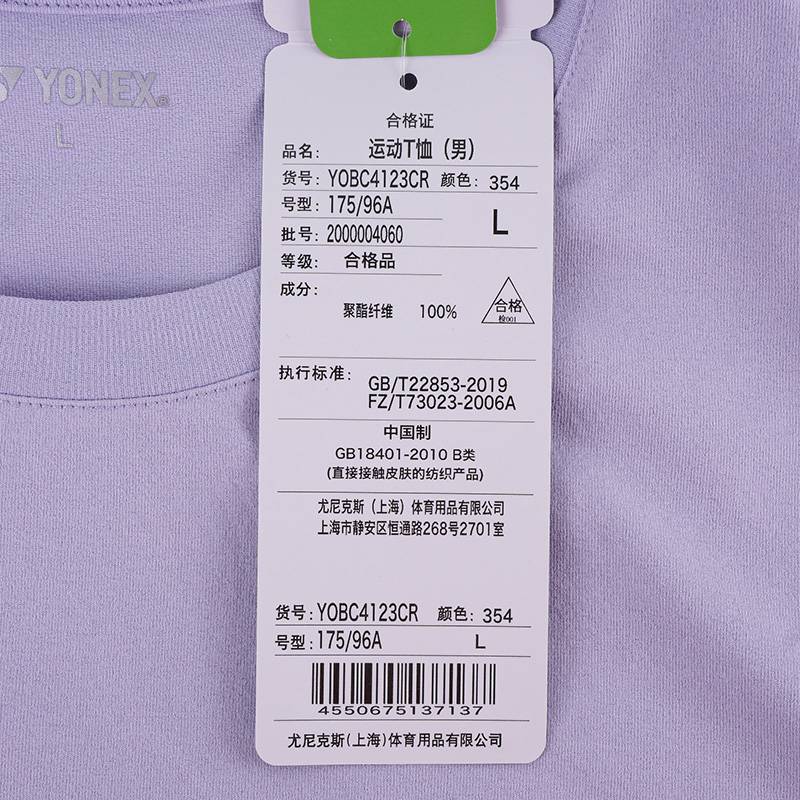 YONEX®
L
合格证
品名： 运动T恤（男）
货号：YOBC4123CR 颜色：354
号型：175/96A
L
批号：2000004060
等级： 合格品
成分：
聚酯纤维 100%
合格
检001
执行标准：
GB/T22853-2019
FZ/T73023-2006A
中国制
GB18401-2010 B类
(直接接触皮肤的纺织产品)
尤尼克斯（上海）体育用品有限公司
上海市静安区恒通路268号2701室
货号：YOBC4123CR 颜色：354
号型：175/96A L
4550675137137
尤尼克斯(上海)体育用品有限公司